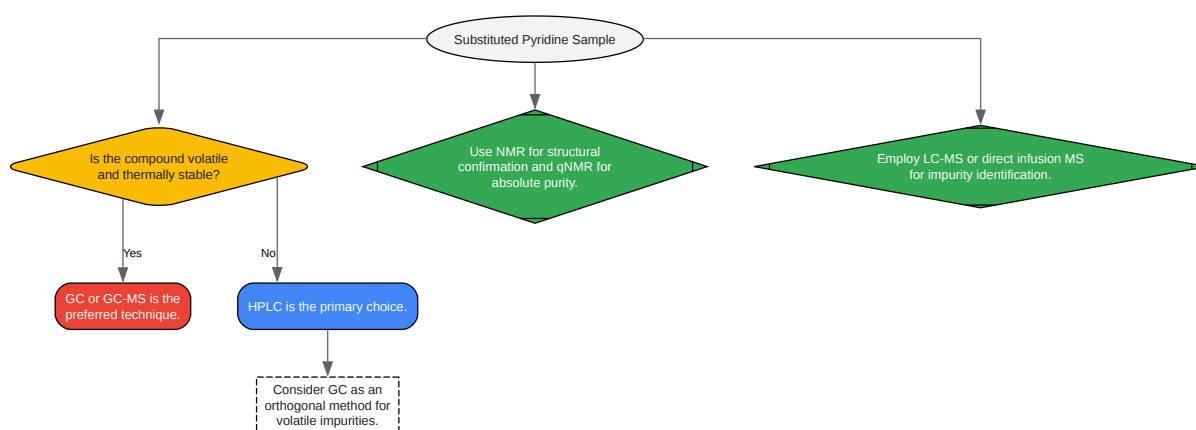 Substituted Pyridine Sample
Is the compound volatile
and thermally stable?
Use NMR for structural
confirmation and qNMR for
absolute purity.
Employ LC-MS or direct infusion MS
for impurity identification.
Yes
No
GC or GC-MS is the
preferred technique.
HPLC is the primary choice.
Consider GC as an
orthogonal method for
volatile impurities.